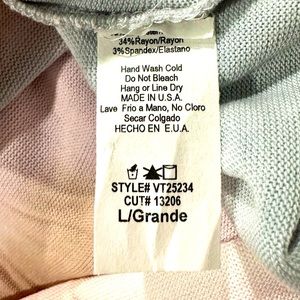 34%Rayon/Rayon
3%Spandex/Elastano
Hand Wash Cold
Do Not Bleach
Hang or Line Dry
MADE IN U.S.A.
Lave Frio a Mano, No Cloro
Secar Colgado
HECHO EN E.U.A.
STYLE# VT25234
CUT# 13206
L/Grande